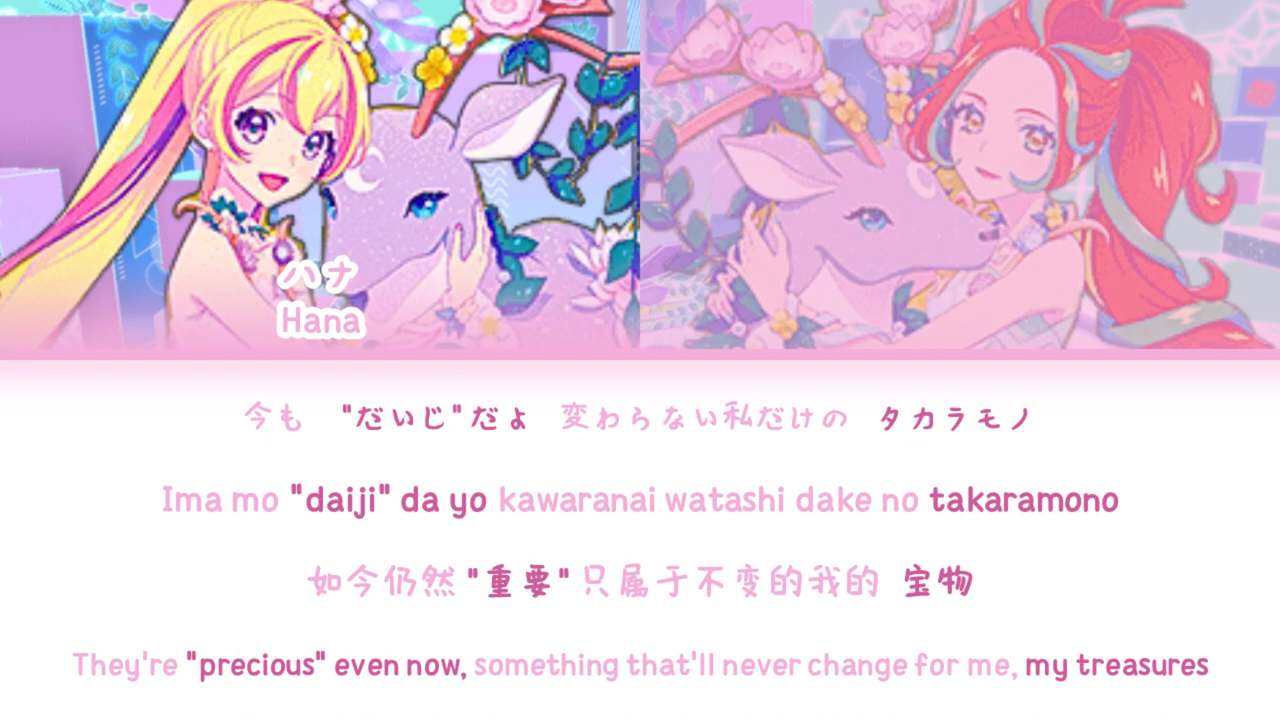 ハナ
Hana
今も "だいじ"だよ 変わらない私だけの タカラモノ
Ima mo "daiji" da yo kawaranai watashi dake no takaramono
如今仍然"重要"只属于不变的我的 宝物
They're "precious" even now, something that'll never change for me, my treasures